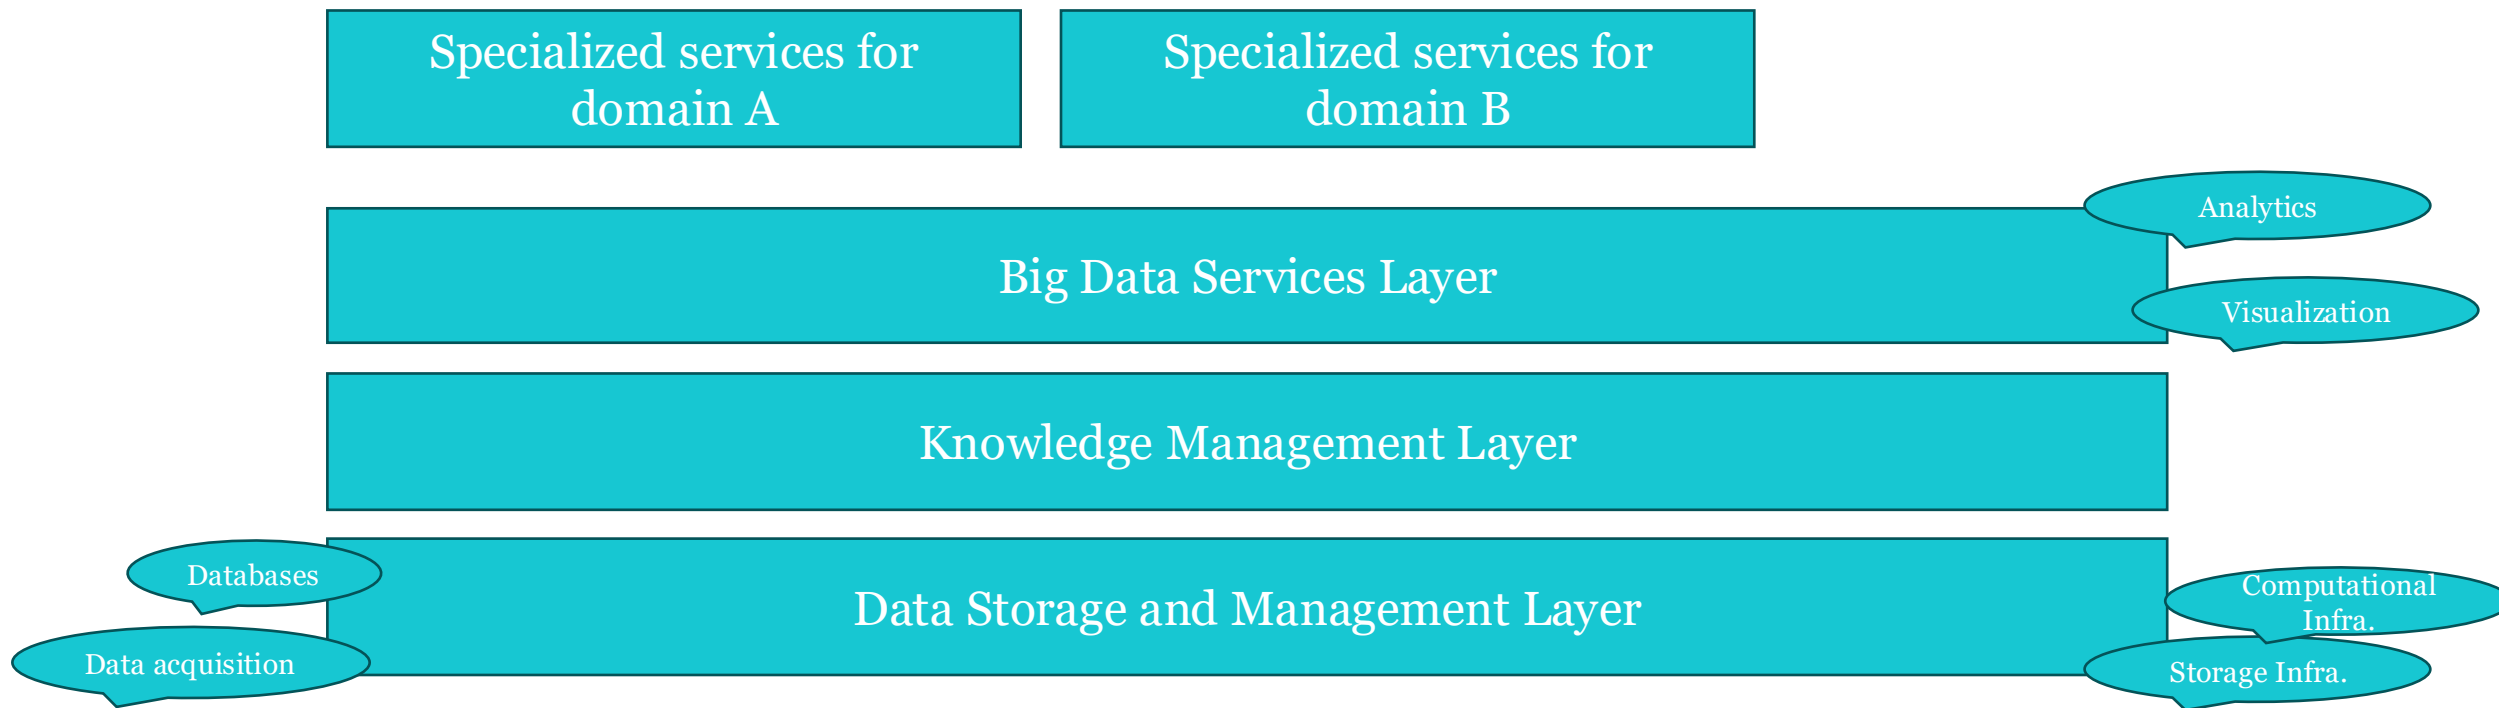 Specialized services for
domain A
Specialized services for
domain B
Analytics
Big Data Services Layer
Visualization
Knowledge Management Layer
Databases
Computational
Infra.
Data Storage and Management Layer
Data acquisition
Storage Infra.